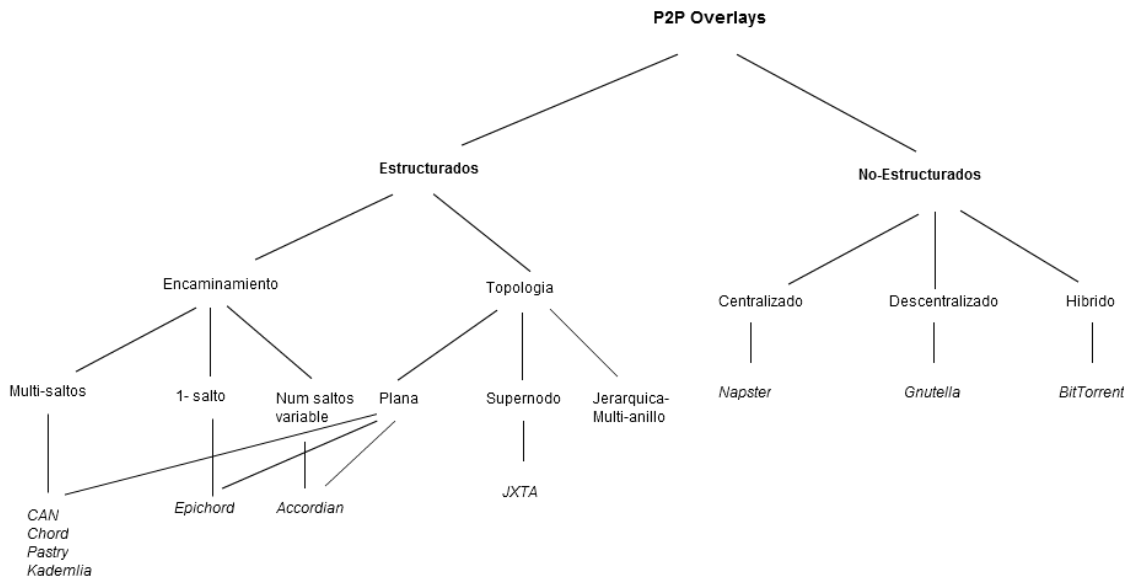 P2P Overlays
Estructurados
No-Estructurados
Encaminamiento
Topologia
Centralizado
Descentralizado
Hibrido
Multi-saltos
1- salto
Num saltos
variable
Plana
Supernodo
Jerarquica-
Multi-anillo
Napster
Gnutella
BitTorrent
CAN
Chord
Pastry
Kademlia
Epichord
Accordian
JXTA